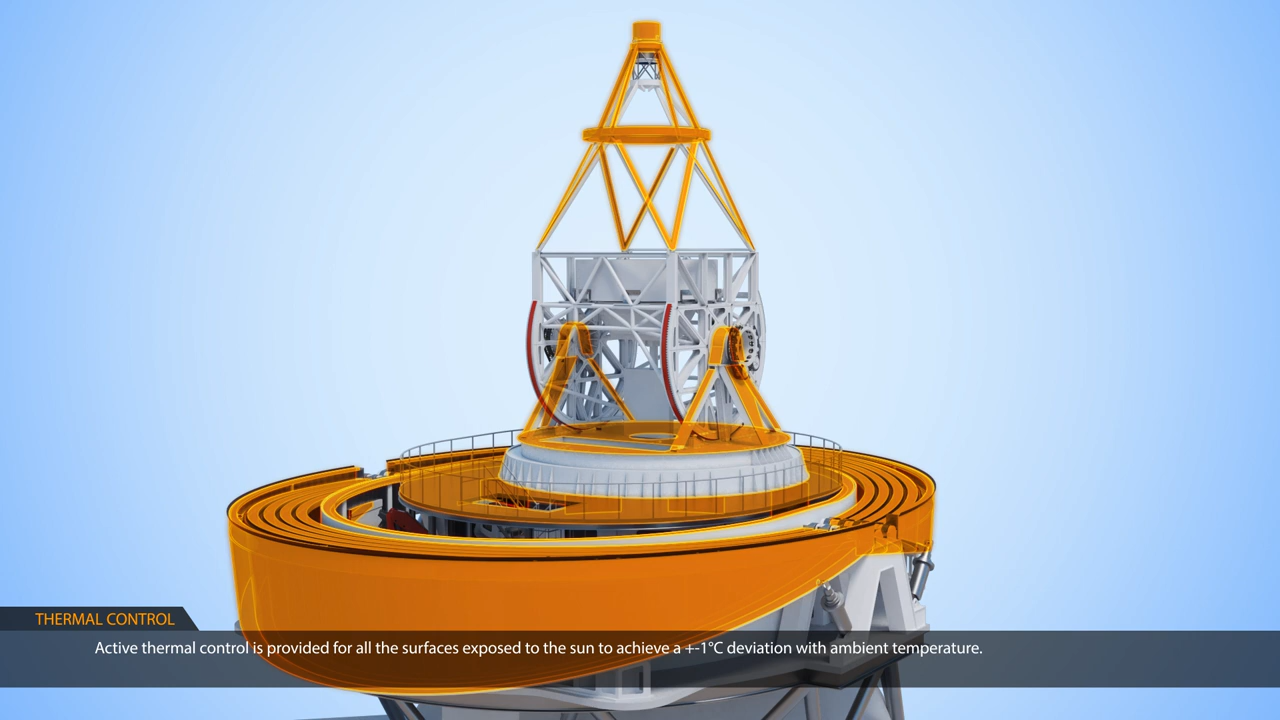 THERMAL CONTROL
Active thermal control is provided for all the surfaces exposed to the sun to achieve a +-1°C deviation with ambient temperature.